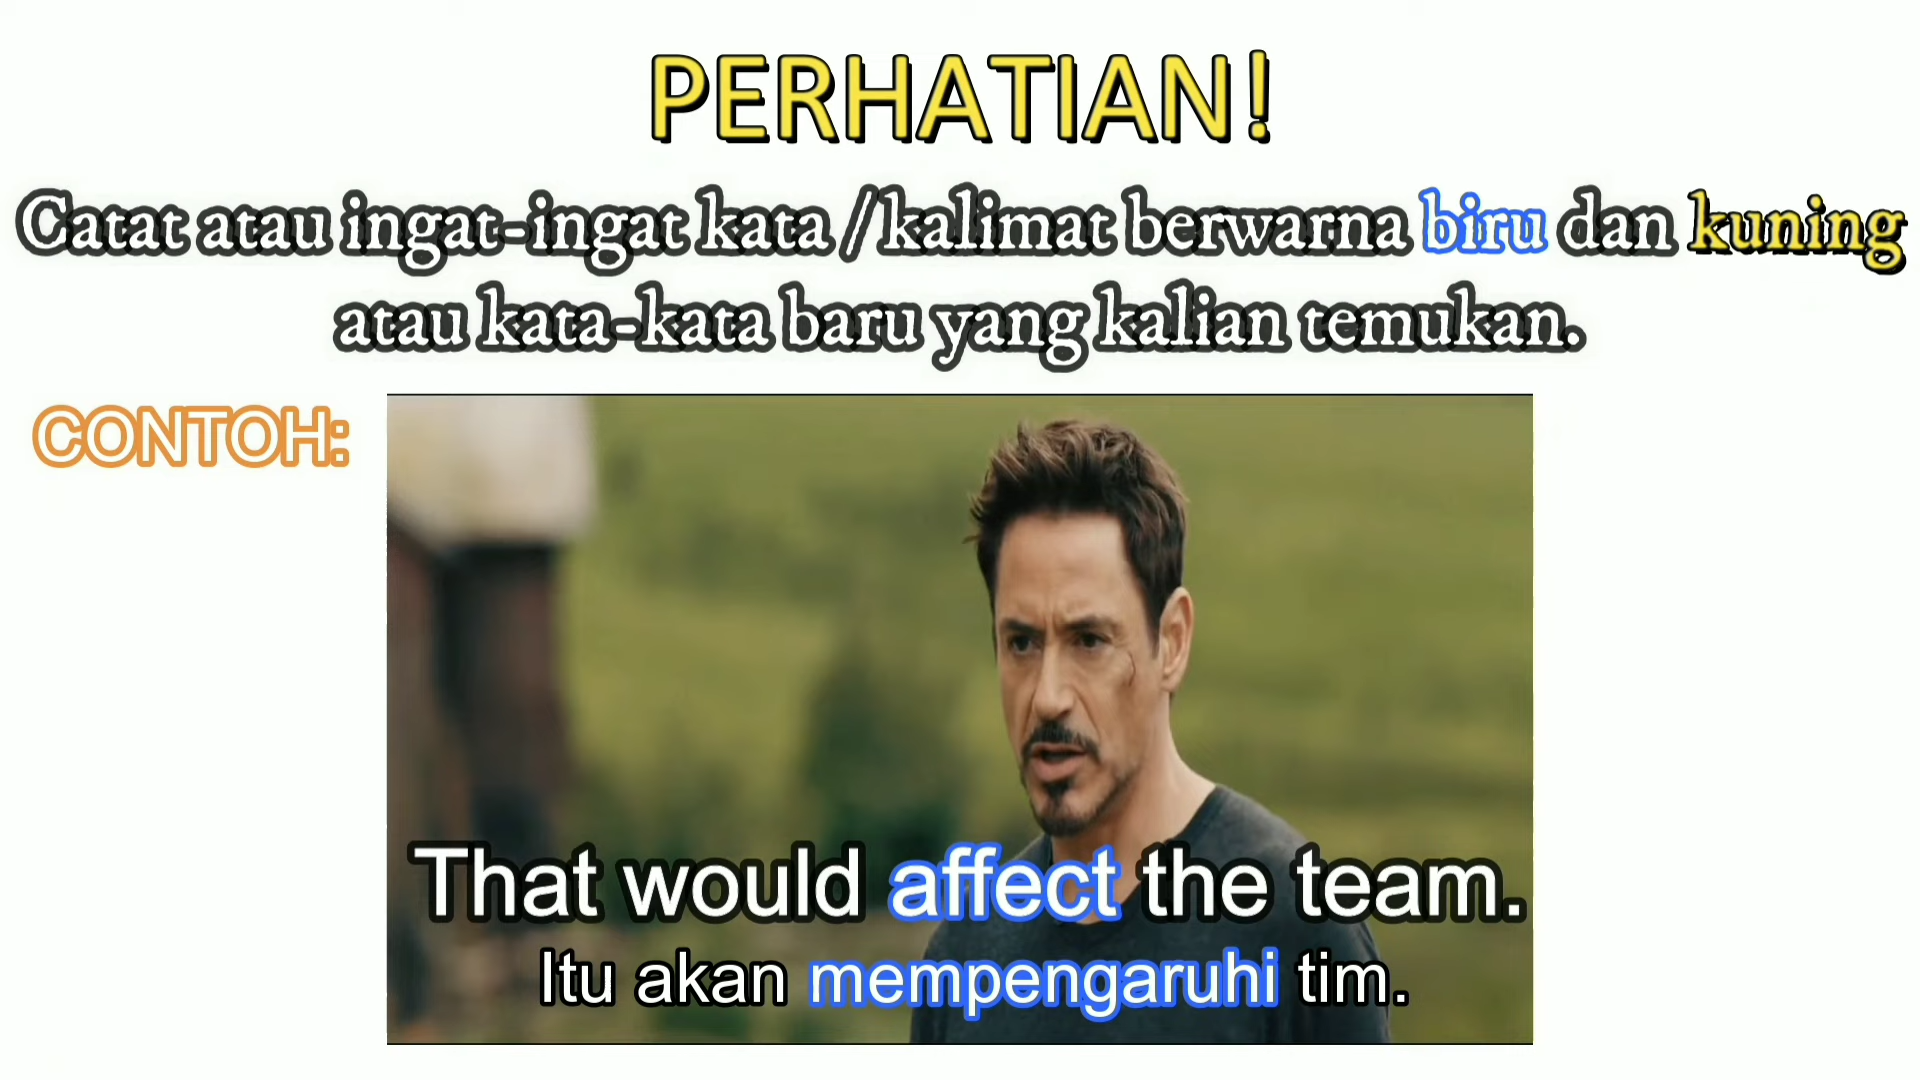 PERHATIAN!
Catat atau ingat-ingat kata / kalimat berwarna biru dan kuning
atau kata-kata baru yang kalian temukan.
CONTOH:
That would affect the team.
Itu akan mempengaruhi tim.